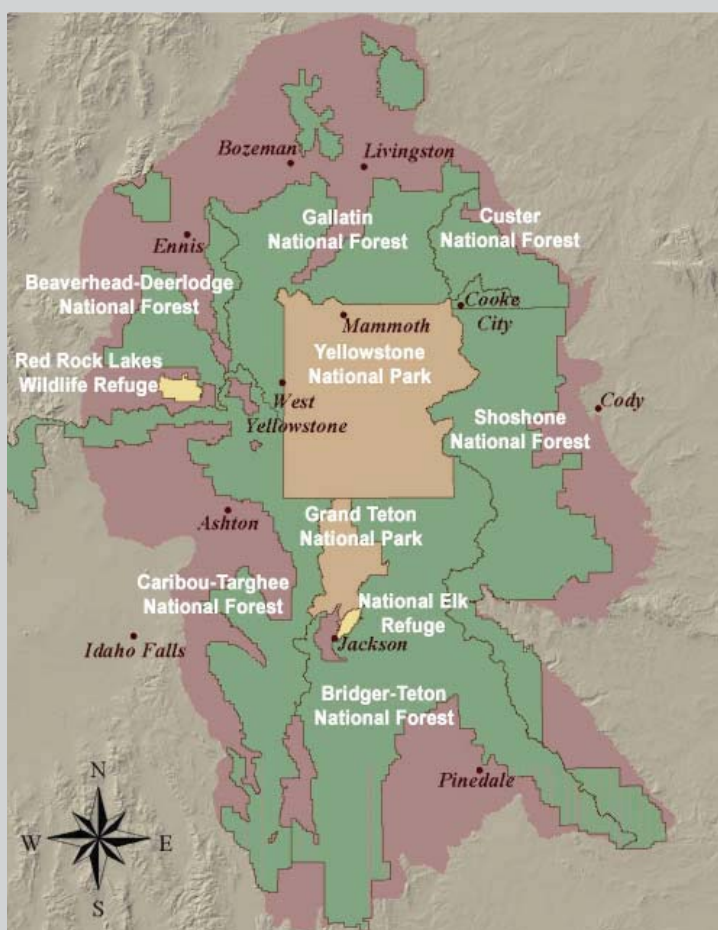 Bozeman
Livingston
Gallatin
National Forest
Custer
National Forest
Ennis
Beaverhead-Deerlodge
National Forest
Cooke
City
Mammoth
Yellowstone
National Park
Red Rock Lakes
Wildlife Refuge
West
Yellowstone
Cody
Shoshone
National Forest
Ashton
Grand Teton
National Park
Caribou-Targhee
National Forest
National Elk
Refuge
Idaho Falls
Jackson
Bridger-Teton
National Forest
Pinedale
N
W
E
S